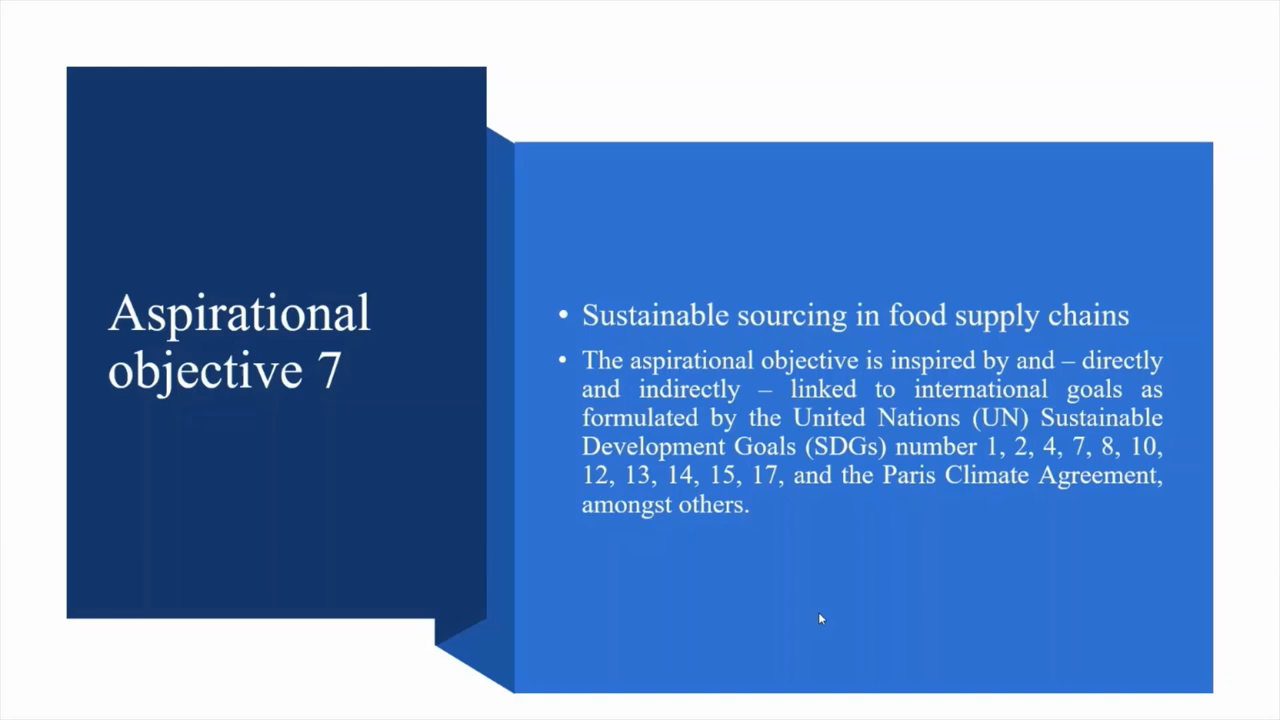 Aspirational
objective 7
• Sustainable sourcing in food supply chains
• The aspirational objective is inspired by and – directly
and indirectly – linked to international goals as
formulated by the United Nations (UN) Sustainable
Development Goals (SDGs) number 1, 2, 4, 7, 8, 10,
12, 13, 14, 15, 17, and the Paris Climate Agreement,
amongst others.